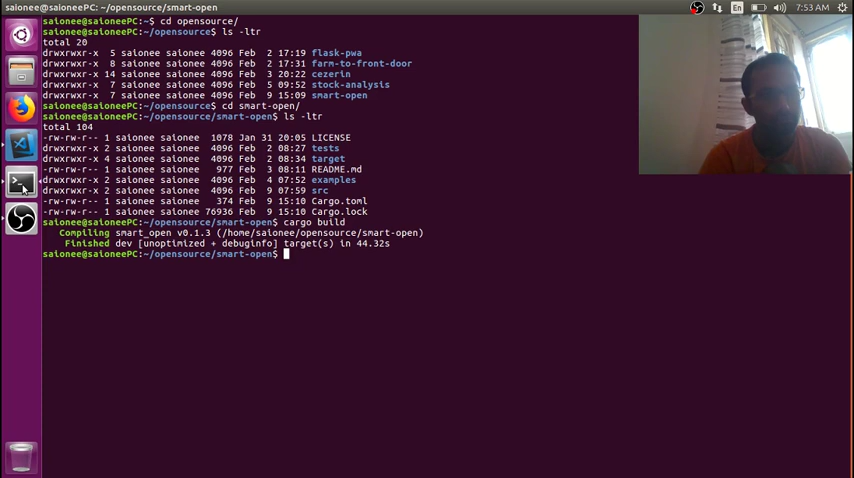 saionee@saioneePC: ~/opensource/smart-open
En
7:53 AM
saionee@saioneePC:~$ cd opensource/
saionee@saioneePC:~/opensource$ ls -ltr
total 20
drwxrwxr-x 5 saionee saionee 4096 Feb 2 17:19 flask-pwa
drwxrwxr-x 8 saionee saionee 4096 Feb 2 17:31 farm-to-front-door
drwxrwxr-x 14 saionee saionee 4096 Feb 3 20:22 cezerin
drwxrwxr-x 7 saionee saionee 4096 Feb 5 11:51 stock-analysis
drwxrwxr-x 7 saionee saionee 4096 Feb 9 15:09 smart-open
saionee@saioneePC:~/opensource$ cd smart-open/
saionee@saioneePC:~/opensource/smart-open$ ls -ltr
total 104
-rw-rw-r-- 1 saionee saionee 1078 Jan 31 20:05 LICENSE
drwxrwxr-x 2 saionee saionee 4096 Feb 2 08:27 tests
drwxrwxr-x 4 saionee saionee 4096 Feb 2 08:34 target
-rw-rw-r-- 1 saionee saionee 977 Feb 3 08:11 README.md
drwxrwxr-x 4 saionee saionee 4096 Feb 4 07:52 examples
drwxrwxr-x 2 saionee saionee 4096 Feb 9 07:59 src
-rw-rw-r-- 1 saionee saionee 374 Feb 9 15:10 Cargo.toml
-rw-rw-r-- 1 saionee saionee 76936 Feb 9 15:10 Cargo.lock
saionee@saioneePC:~/opensource/smart-open$ cargo build
Compiling smart_open v0.1.3 (/home/saionee/opensource/smart-open)
Finished dev [unoptimized + debuginfo] target(s) in 44.32s
saionee@saioneePC:~/opensource/smart-open$